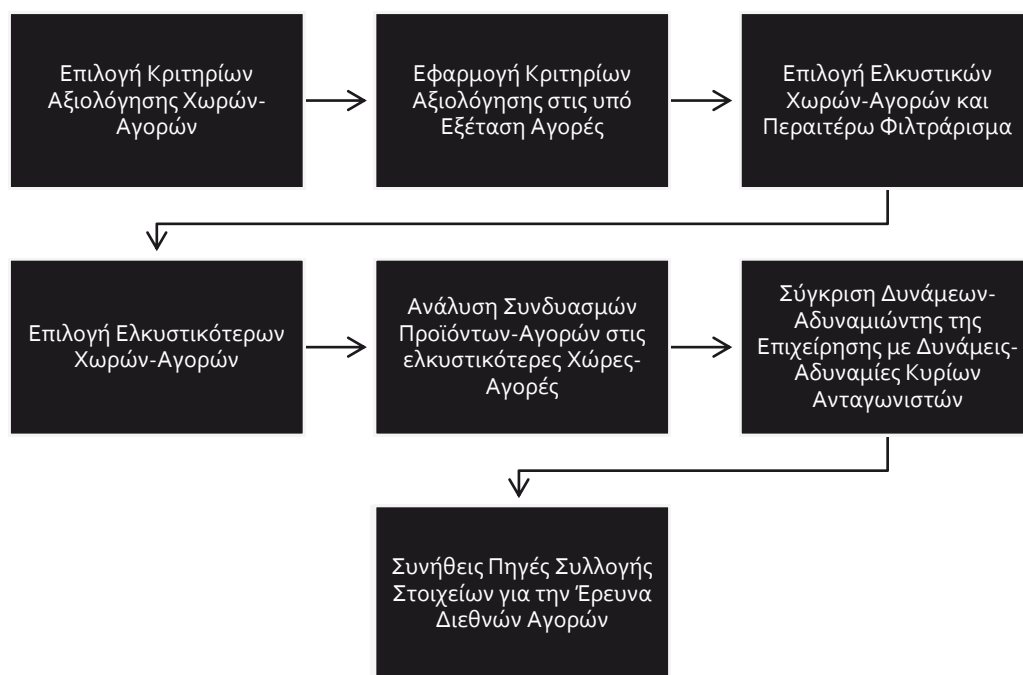 Επιλογή Κριτηρίων
Αξιολόγησης Χωρών-
Αγορών
Εφαρμογή Κριτηρίων
Αξιολόγησης στις υπό
Εξέταση Αγορές
Επιλογή Ελκυστικών
Χωρών-Αγορών και
Περαιτέρω Φιλτράρισμα
Επιλογή Ελκυστικότερων
Χωρών-Αγορών
Ανάλυση Συνδυασμών
Προϊόντων-Αγορών στις
ελκυστικότερες Χώρες-
Αγορές
Σύγκριση Δυνάμεων-
Αδυναμιώντης της
Επιχείρησης με Δυνάμεις-
Αδυναμίες Κυρίων
Ανταγωνιστών
Συνήθεις Πηγές Συλλογής
Στοιχείων για την Έρευνα
Διεθνών Αγορών